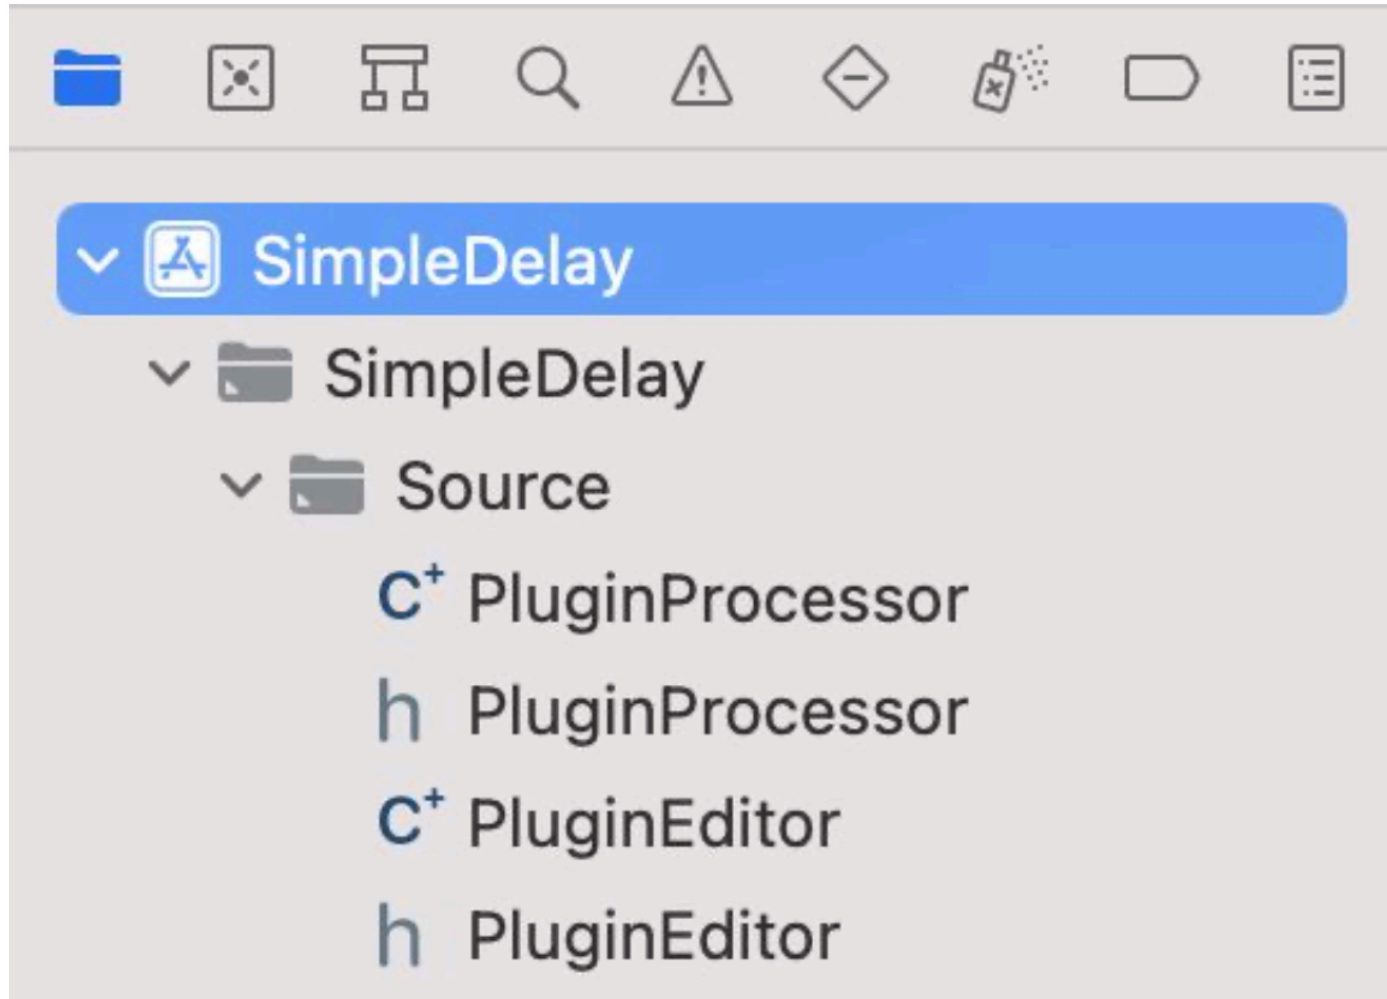 SimpleDelay
SimpleDelay
Source
C+ PluginProcessor
h PluginProcessor
C+ PluginEditor
h PluginEditor